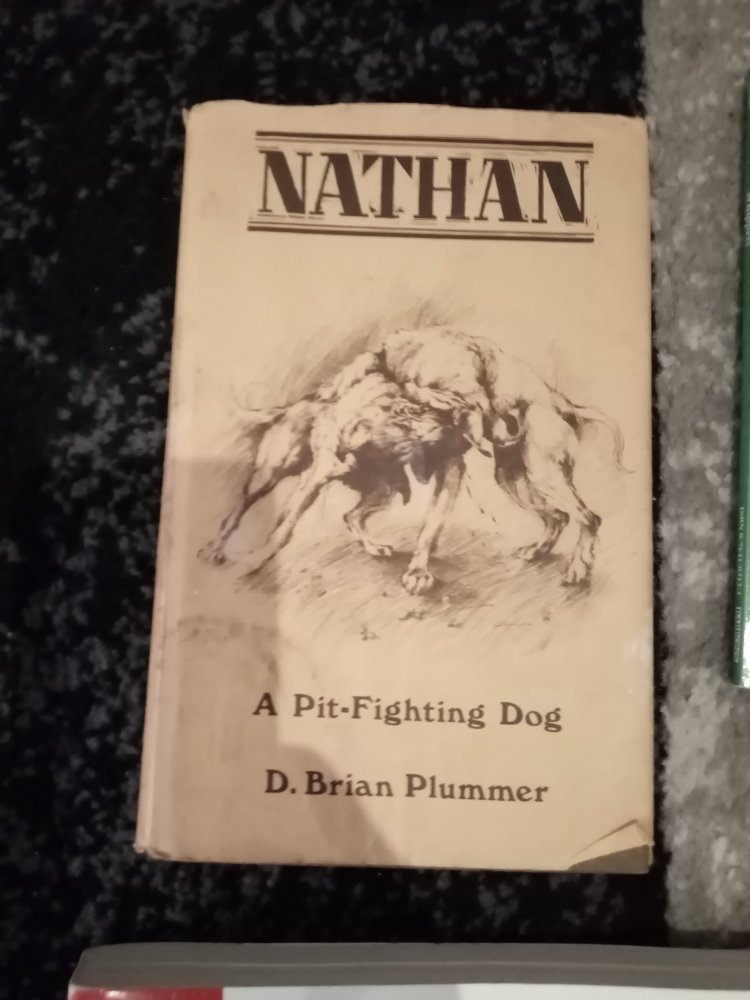 NATHAN
A Pit-Fighting Dog
D. Brian Plummer